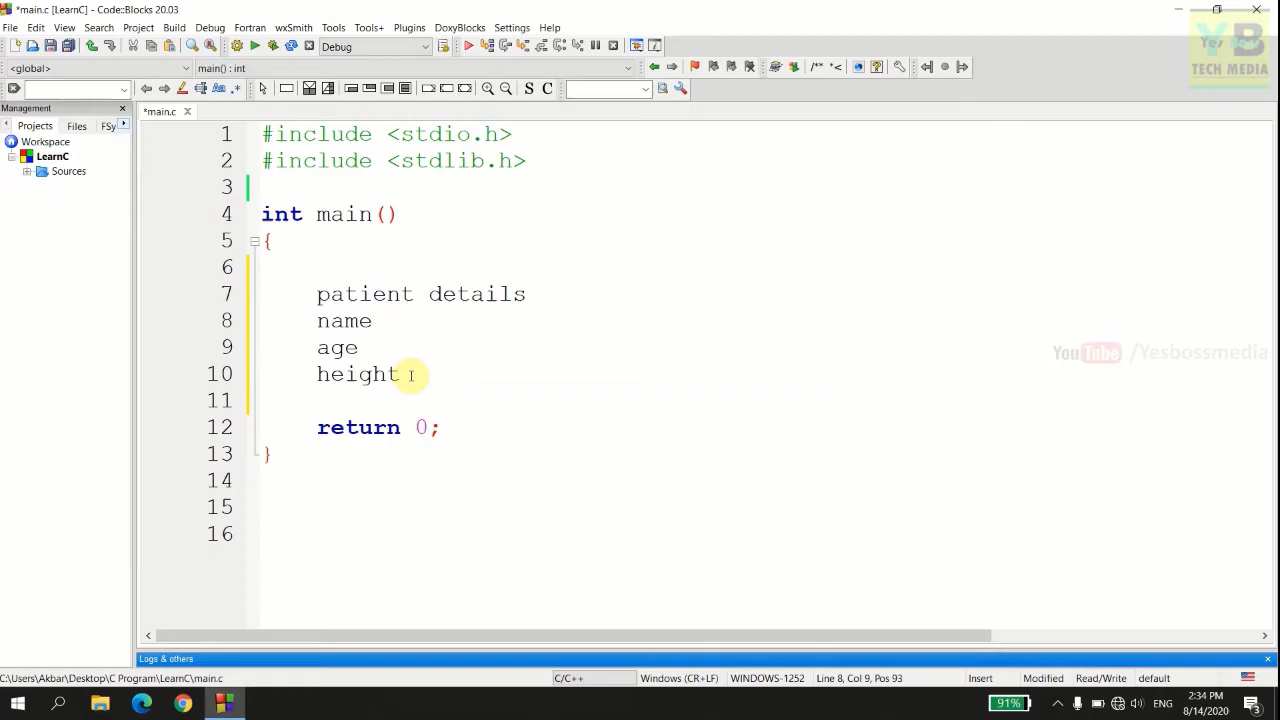 *main.c [LearnC] - Code::Blocks 20.03
File Edit View Search Project Build Debug Fortran wxSmith Tools Tools+ Plugins DoxyBlocks Settings Help
Debug
<global> main() : int
/** *<
S C
Management
Projects Files FSy
*main.c
Workspace
LearnC
Sources
1 #include <stdio.h>
2 #include <stdlib.h>
3
4 int main()
5 {
6
7 patient details
8 name
9 age
10 height
11
12 return 0;
13 }
14
15
16
YB
Yes Boss
TECH MEDIA
YouTube /Yesbossmedia
Logs & others
C:\Users\Akbar\Desktop\C Program\LearnC\main.c C/C++ Windows (CR+LF) WINDOWS-1252 Line 8, Col 9, Pos 93 Insert Modified Read/Write default
91% ENG 2:34 PM
8/14/2020
3